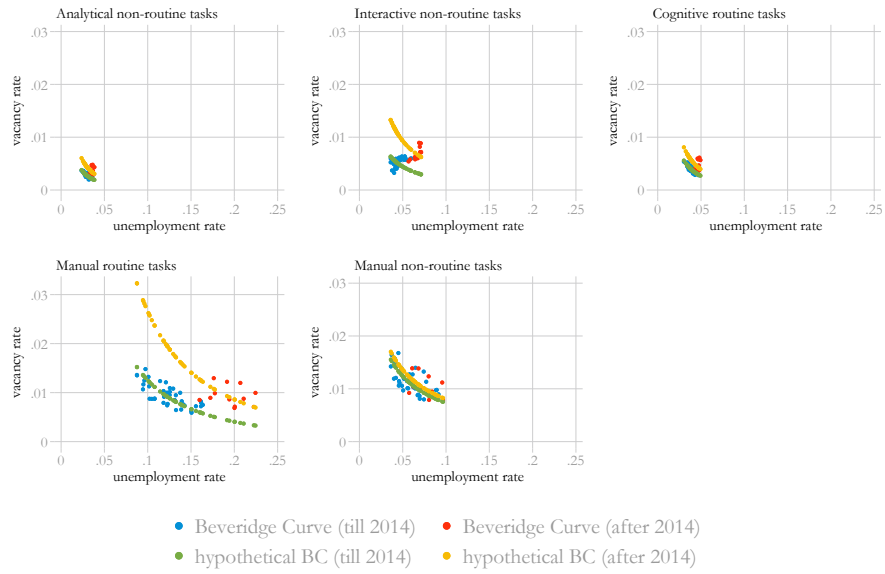 Analytical non-routine tasks
Interactive non-routine tasks
Cognitive routine tasks
.03
.02
.01
0
vacancy rate
0 .05 .1 .15 .2 .25
unemployment rate
.03
.02
.01
0
vacancy rate
0 .05 .1 .15 .2 .25
unemployment rate
.03
.02
.01
0
vacancy rate
0 .05 .1 .15 .2 .25
unemployment rate
Manual routine tasks
Manual non-routine tasks
.03
.02
.01
0
vacancy rate
0 .05 .1 .15 .2 .25
unemployment rate
.03
.02
.01
0
vacancy rate
0 .05 .1 .15 .2 .25
unemployment rate
Beveridge Curve (till 2014)
Beveridge Curve (after 2014)
hypothetical BC (till 2014)
hypothetical BC (after 2014)